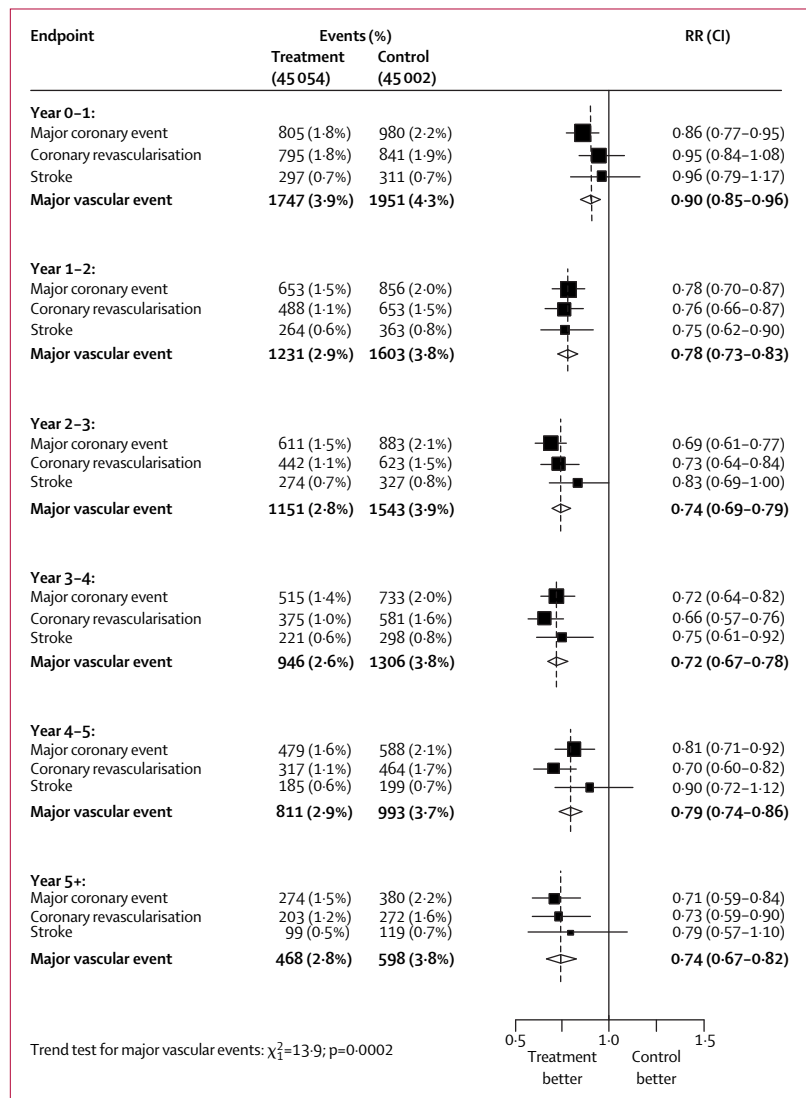 Endpoint Events (%) RR (CI)
Treatment Control
(45 054) (45 002)
Year 0–1:
Major coronary event 805 (1·8%) 980 (2·2%) 0·86 (0·77–0·95)
Coronary revascularisation 795 (1·8%) 841 (1·9%) 0·95 (0·84–1·08)
Stroke 297 (0·7%) 311 (0·7%) 0·96 (0·79–1·17)
Major vascular event 1747 (3·9%) 1951 (4·3%) 0·90 (0·85–0·96)
Year 1–2:
Major coronary event 653 (1·5%) 856 (2·0%) 0·78 (0·70–0·87)
Coronary revascularisation 488 (1·1%) 653 (1·5%) 0·76 (0·66–0·87)
Stroke 264 (0·6%) 363 (0·8%) 0·75 (0·62–0·90)
Major vascular event 1231 (2·9%) 1603 (3·8%) 0·78 (0·73–0·83)
Year 2–3:
Major coronary event 611 (1·5%) 883 (2·1%) 0·69 (0·61–0·77)
Coronary revascularisation 442 (1·1%) 623 (1·5%) 0·73 (0·64–0·84)
Stroke 274 (0·7%) 327 (0·8%) 0·83 (0·69–1·00)
Major vascular event 1151 (2·8%) 1543 (3·9%) 0·74 (0·69–0·79)
Year 3–4:
Major coronary event 515 (1·4%) 733 (2·0%) 0·72 (0·64–0·82)
Coronary revascularisation 375 (1·0%) 581 (1·6%) 0·66 (0·57–0·76)
Stroke 221 (0·6%) 298 (0·8%) 0·75 (0·61–0·92)
Major vascular event 946 (2·6%) 1306 (3·8%) 0·72 (0·67–0·78)
Year 4–5:
Major coronary event 479 (1·6%) 588 (2·1%) 0·81 (0·71–0·92)
Coronary revascularisation 317 (1·1%) 464 (1·7%) 0·70 (0·60–0·82)
Stroke 185 (0·6%) 199 (0·7%) 0·90 (0·72–1·12)
Major vascular event 811 (2·9%) 993 (3·7%) 0·79 (0·74–0·86)
Year 5+:
Major coronary event 274 (1·5%) 380 (2·2%) 0·71 (0·59–0·84)
Coronary revascularisation 203 (1·2%) 272 (1·6%) 0·73 (0·59–0·90)
Stroke 99 (0·5%) 119 (0·7%) 0·79 (0·57–1·10)
Major vascular event 468 (2·8%) 598 (3·8%) 0·74 (0·67–0·82)
0·5 1·0 1·5
Trend test for major vascular events: χ²₁=13·9; p=0·0002
Treatment Control
better better